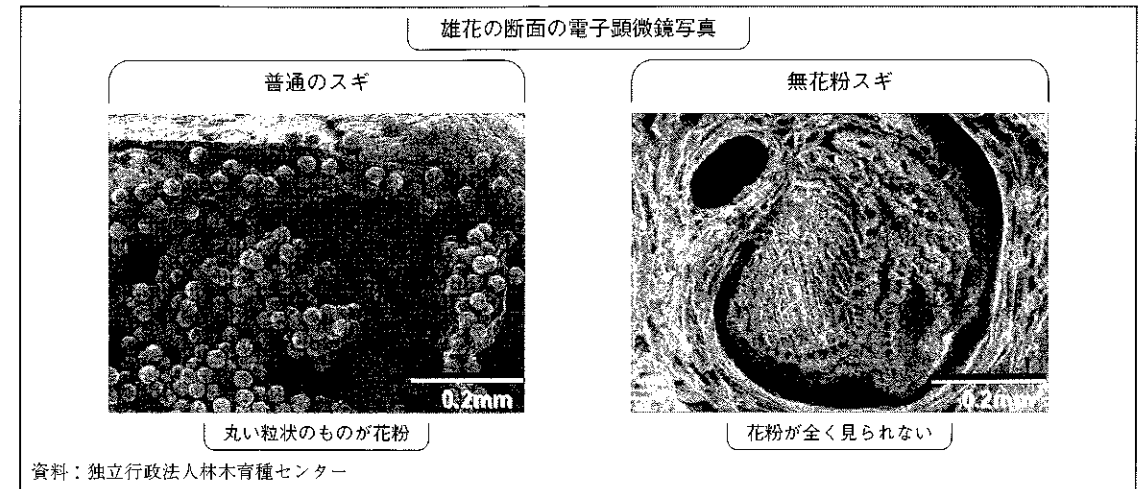 雄花の断面の電子顕微鏡写真
普通のスギ
無花粉スギ
0.2mm
0.2mm
丸い粒状のものが花粉
花粉が全く見られない
資料：独立行政法人林木育種センター